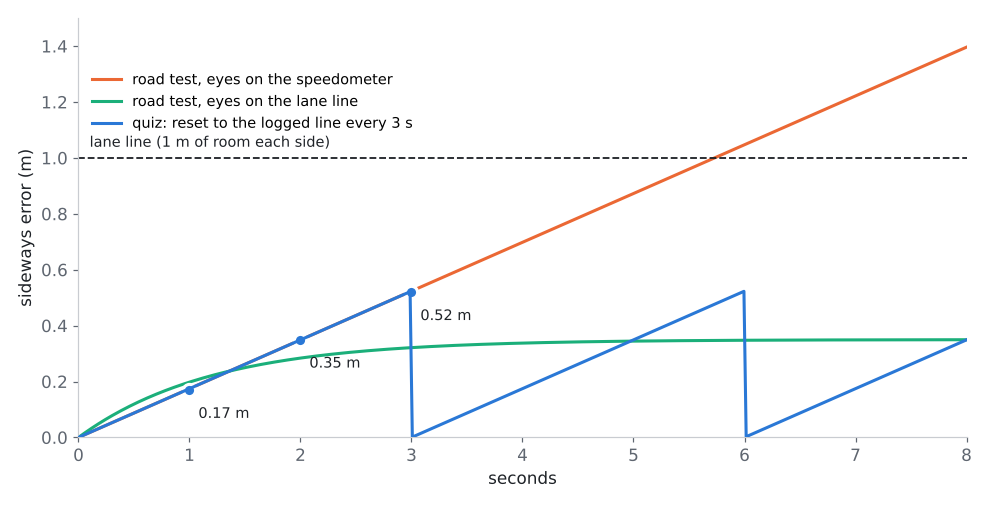 road test, eyes on the speedometer
road test, eyes on the lane line
quiz: reset to the logged line every 3 s
lane line (1 m of room each side)
sideways error (m)
1.4
1.2
1.0
0.8
0.6
0.4
0.2
0.0
0.17 m
0.35 m
0.52 m
0 1 2 3 4 5 6 7 8
seconds